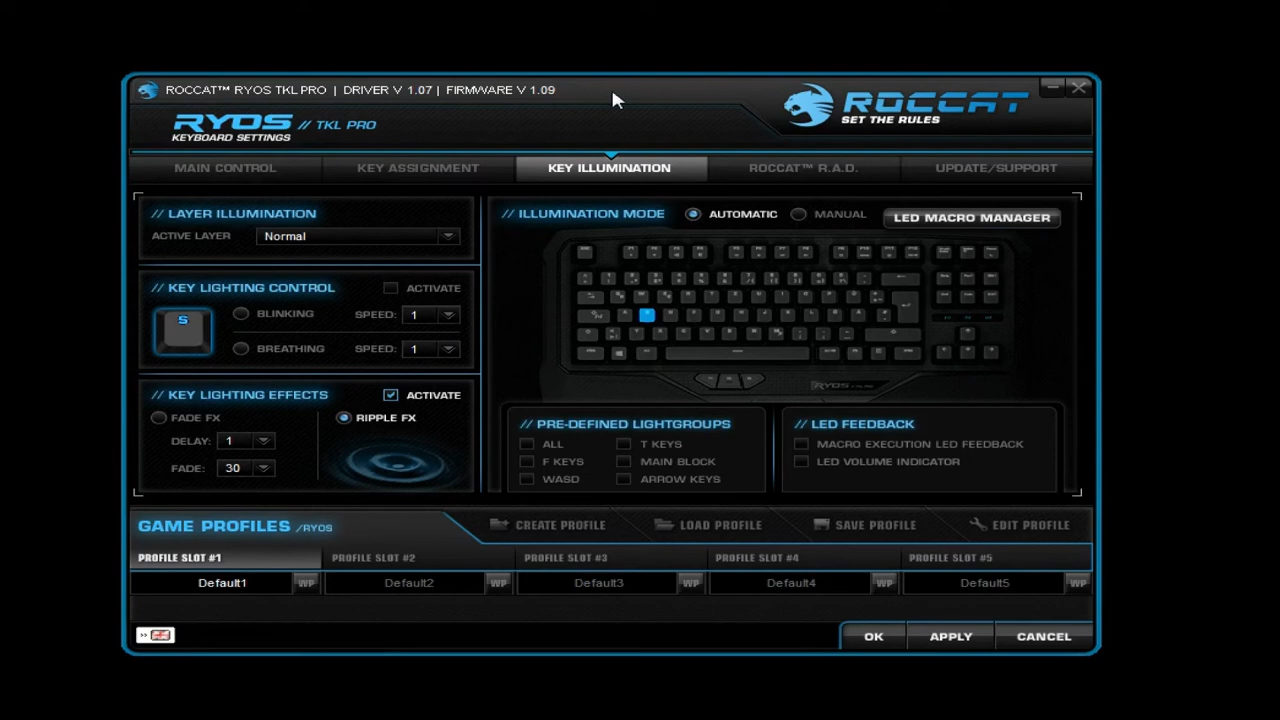 ROCCAT™ RYOS TKL PRO | DRIVER V 1.07 | FIRMWARE V 1.09
ROCCAT
SET THE RULES
RYOS // TKL PRO
KEYBOARD SETTINGS
MAIN CONTROL KEY ASSIGNMENT KEY ILLUMINATION ROCCAT™ R.A.D. UPDATE/SUPPORT
// LAYER ILLUMINATION
ACTIVE LAYER Normal
// KEY LIGHTING CONTROL ACTIVATE
S
BLINKING SPEED: 1
BREATHING SPEED: 1
// KEY LIGHTING EFFECTS ACTIVATE
FADE FX RIPPLE FX
DELAY: 1
FADE: 30
// ILLUMINATION MODE AUTOMATIC MANUAL LED MACRO MANAGER
// PRE-DEFINED LIGHTGROUPS
ALL T KEYS
F KEYS MAIN BLOCK
WASD ARROW KEYS
// LED FEEDBACK
MACRO EXECUTION LED FEEDBACK
LED VOLUME INDICATOR
GAME PROFILES /RYOS CREATE PROFILE LOAD PROFILE SAVE PROFILE EDIT PROFILE
PROFILE SLOT #1 PROFILE SLOT #2 PROFILE SLOT #3 PROFILE SLOT #4 PROFILE SLOT #5
Default1 WP Default2 WP Default3 WP Default4 WP Default5 WP
OK APPLY CANCEL